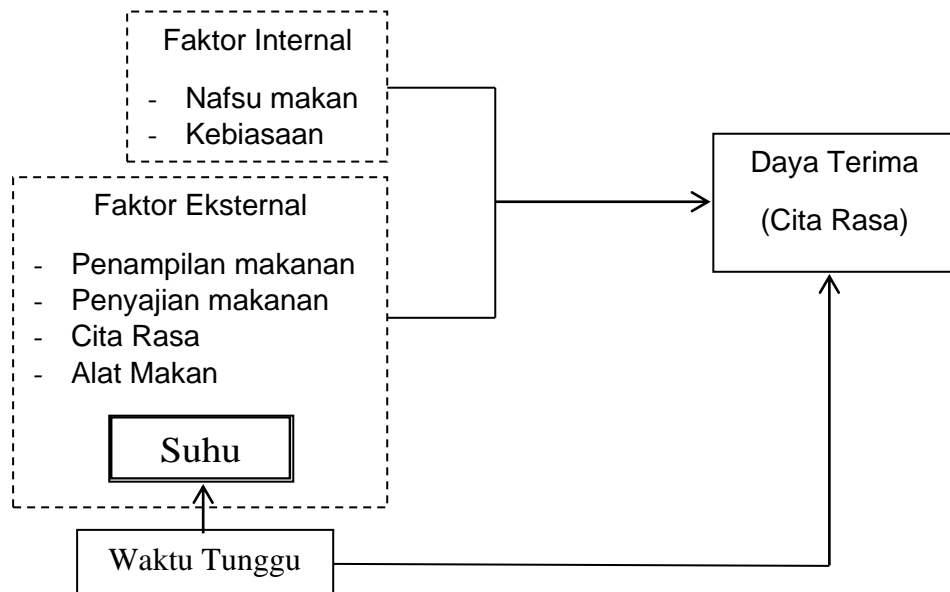 Faktor Internal
- Nafsu makan
- Kebiasaan
Faktor Eksternal
- Penampilan makanan
- Penyajian makanan
- Cita Rasa
- Alat Makan
Suhu
Waktu Tunggu
Daya Terima
(Cita Rasa)